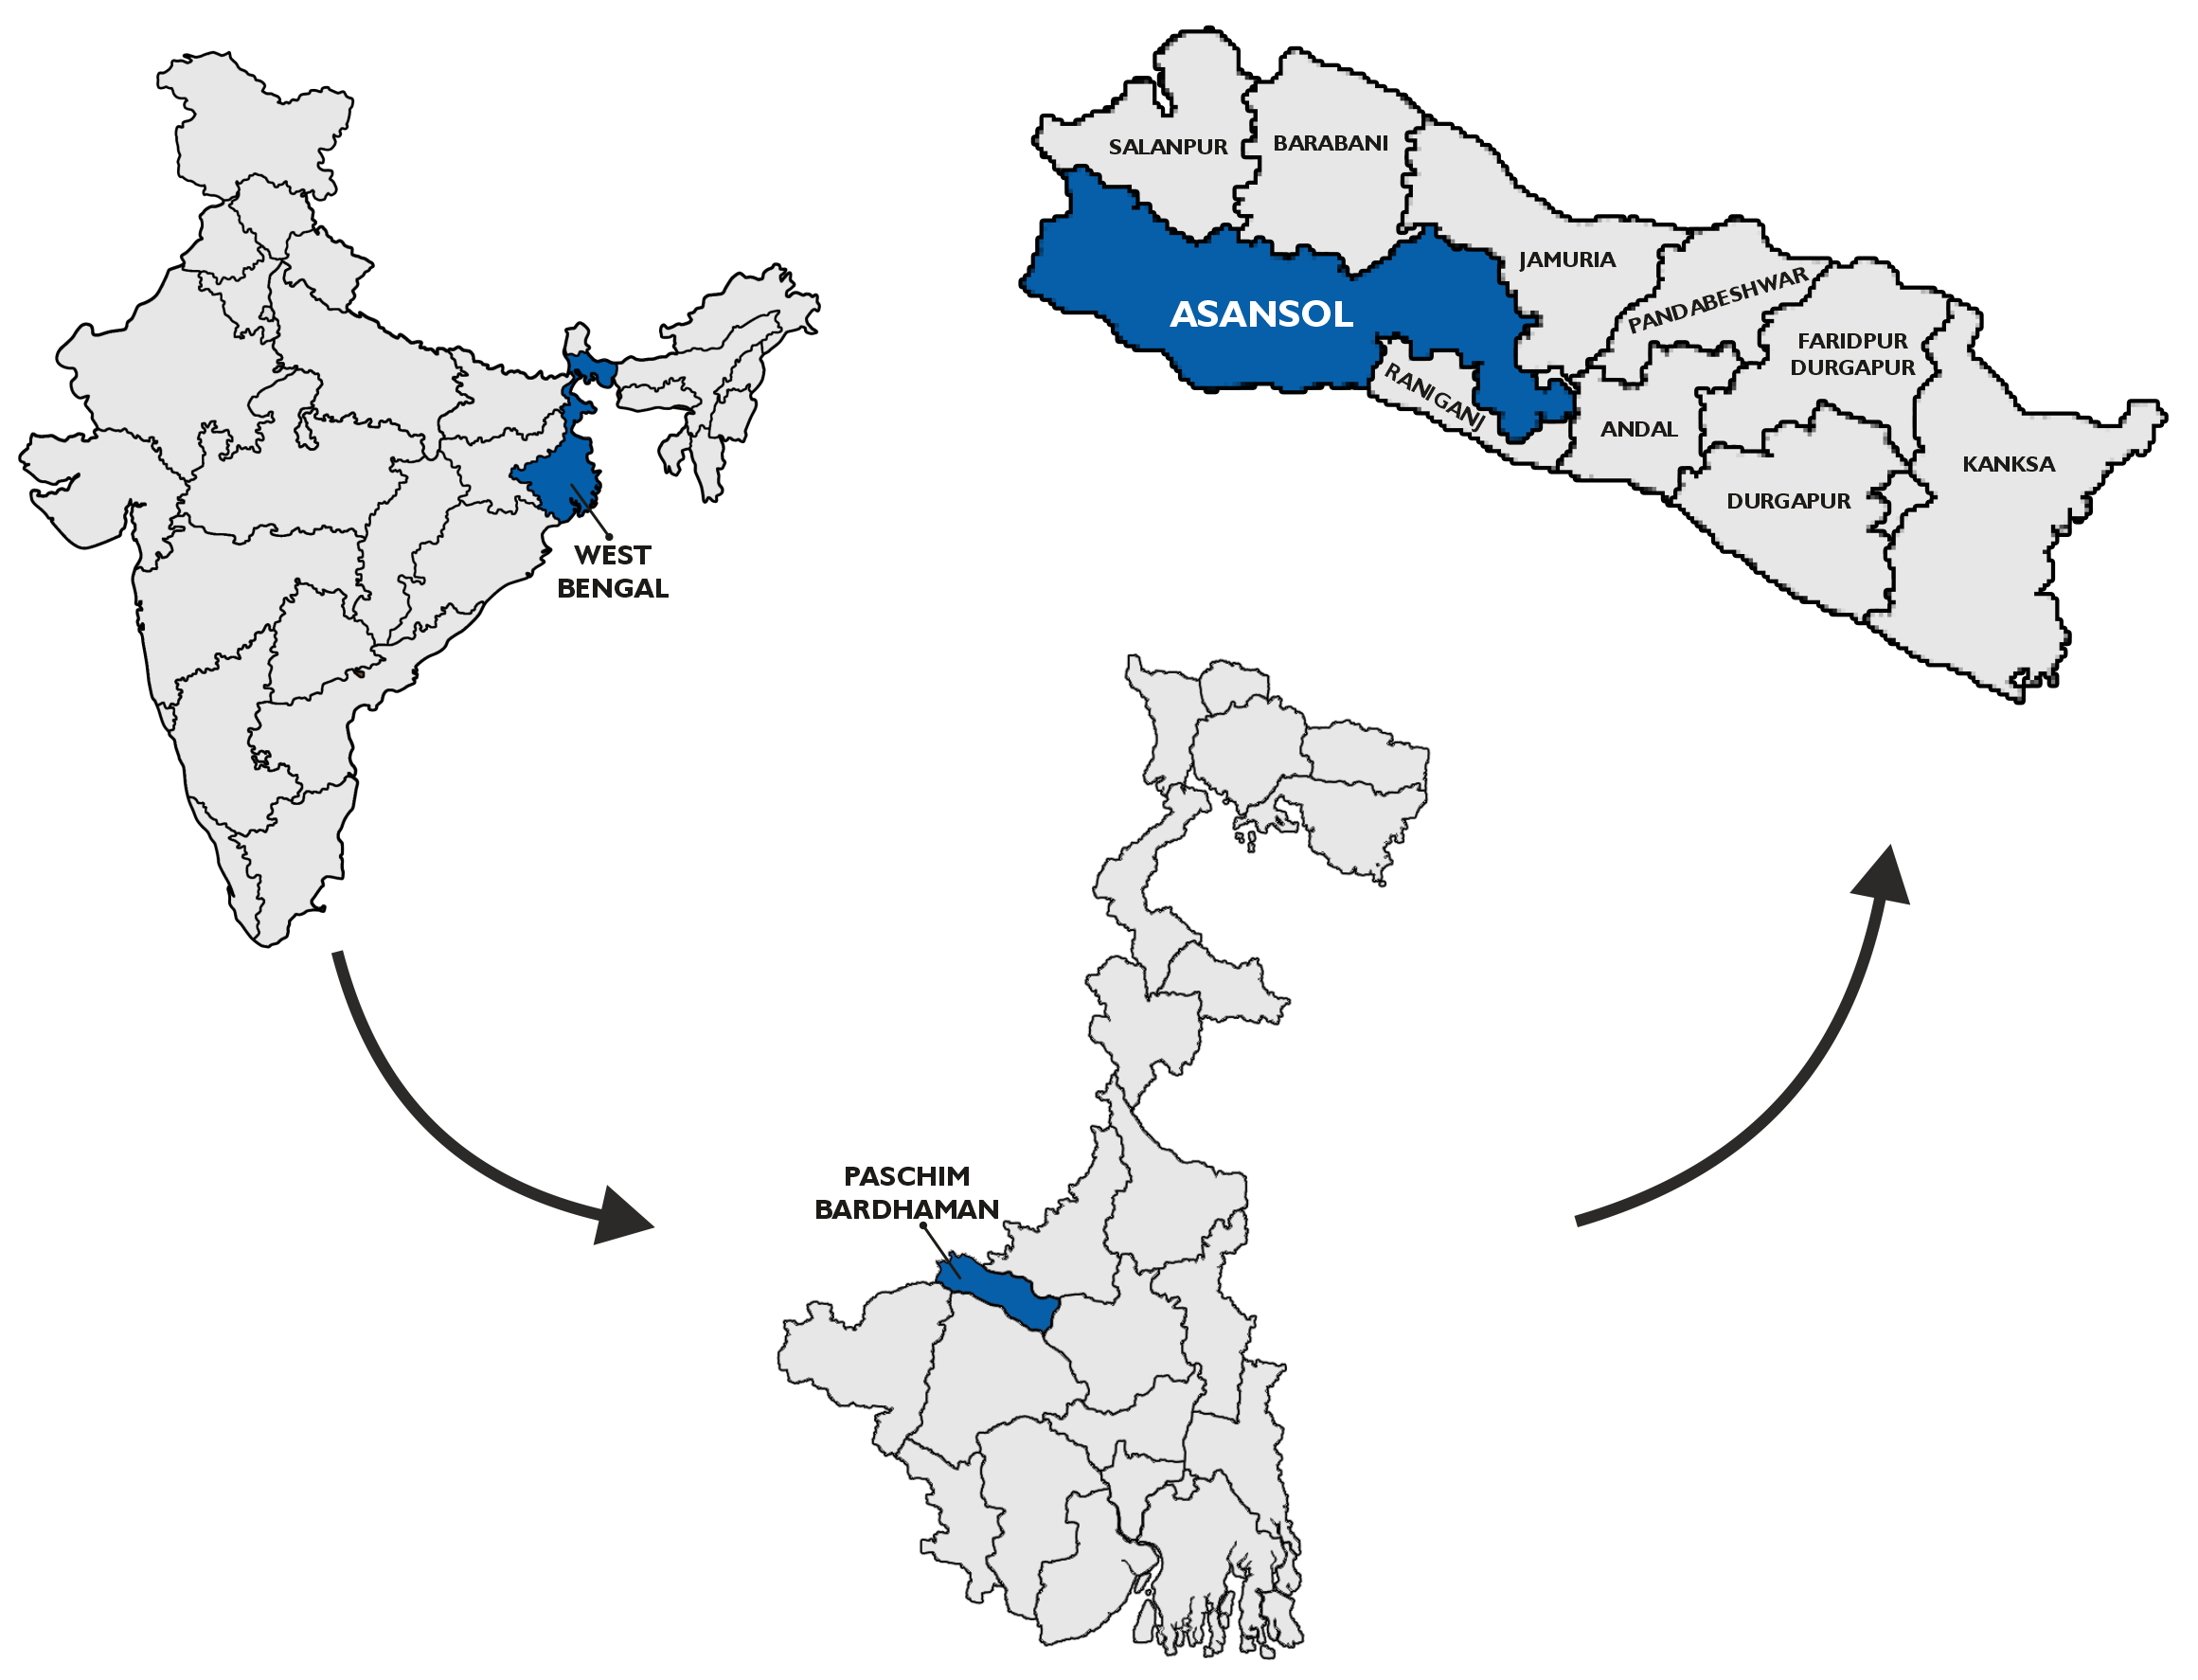 WEST
BENGAL
SALANPUR
BARABANI
JAMURIA
PANDABESHWAR
ASANSOL
FARIDPUR
DURGAPUR
RANIGANJ
ANDAL
KANKSA
DURGAPUR
PASCHIM
BARDHAMAN